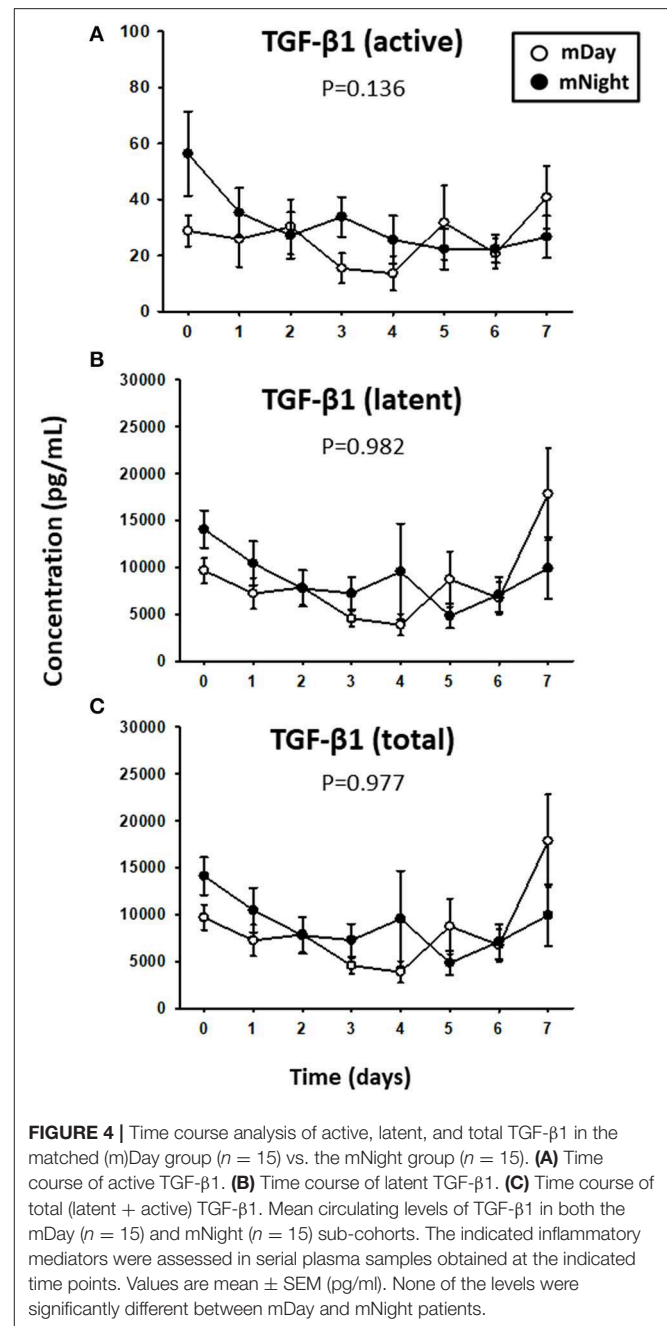 A
TGF-β1 (active)
P=0.136
mDay
mNight
100
80
60
40
20
0
0 1 2 3 4 5 6 7
B
TGF-β1 (latent)
P=0.982
30000
25000
20000
15000
10000
5000
0
0 1 2 3 4 5 6 7
Concentration (pg/mL)
C
TGF-β1 (total)
P=0.977
30000
25000
20000
15000
10000
5000
0
0 1 2 3 4 5 6 7
Time (days)
FIGURE 4 | Time course analysis of active, latent, and total TGF-β1 in the
matched (m)Day group (n = 15) vs. the mNight group (n = 15). (A) Time
course of active TGF-β1. (B) Time course of latent TGF-β1. (C) Time course of
total (latent + active) TGF-β1. Mean circulating levels of TGF-β1 in both the
mDay (n = 15) and mNight (n = 15) sub-cohorts. The indicated inflammatory
mediators were assessed in serial plasma samples obtained at the indicated
time points. Values are mean ± SEM (pg/ml). None of the levels were
significantly different between mDay and mNight patients.